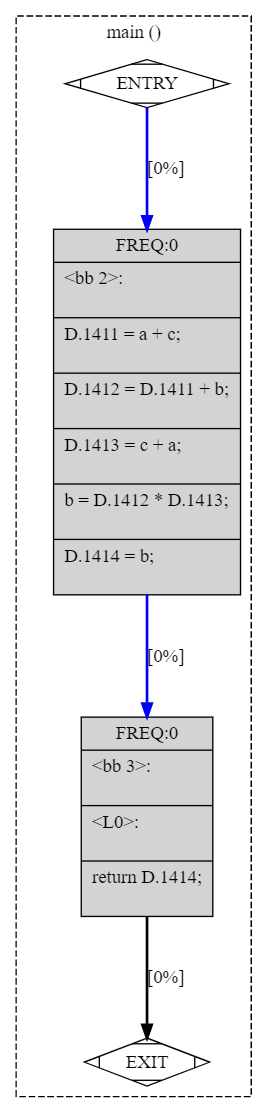 main ()
ENTRY
[0%]
FREQ:0
<bb 2>:
D.1411 = a + c;
D.1412 = D.1411 + b;
D.1413 = c + a;
b = D.1412 * D.1413;
D.1414 = b;
[0%]
FREQ:0
<bb 3>:
<L0>:
return D.1414;
[0%]
EXIT